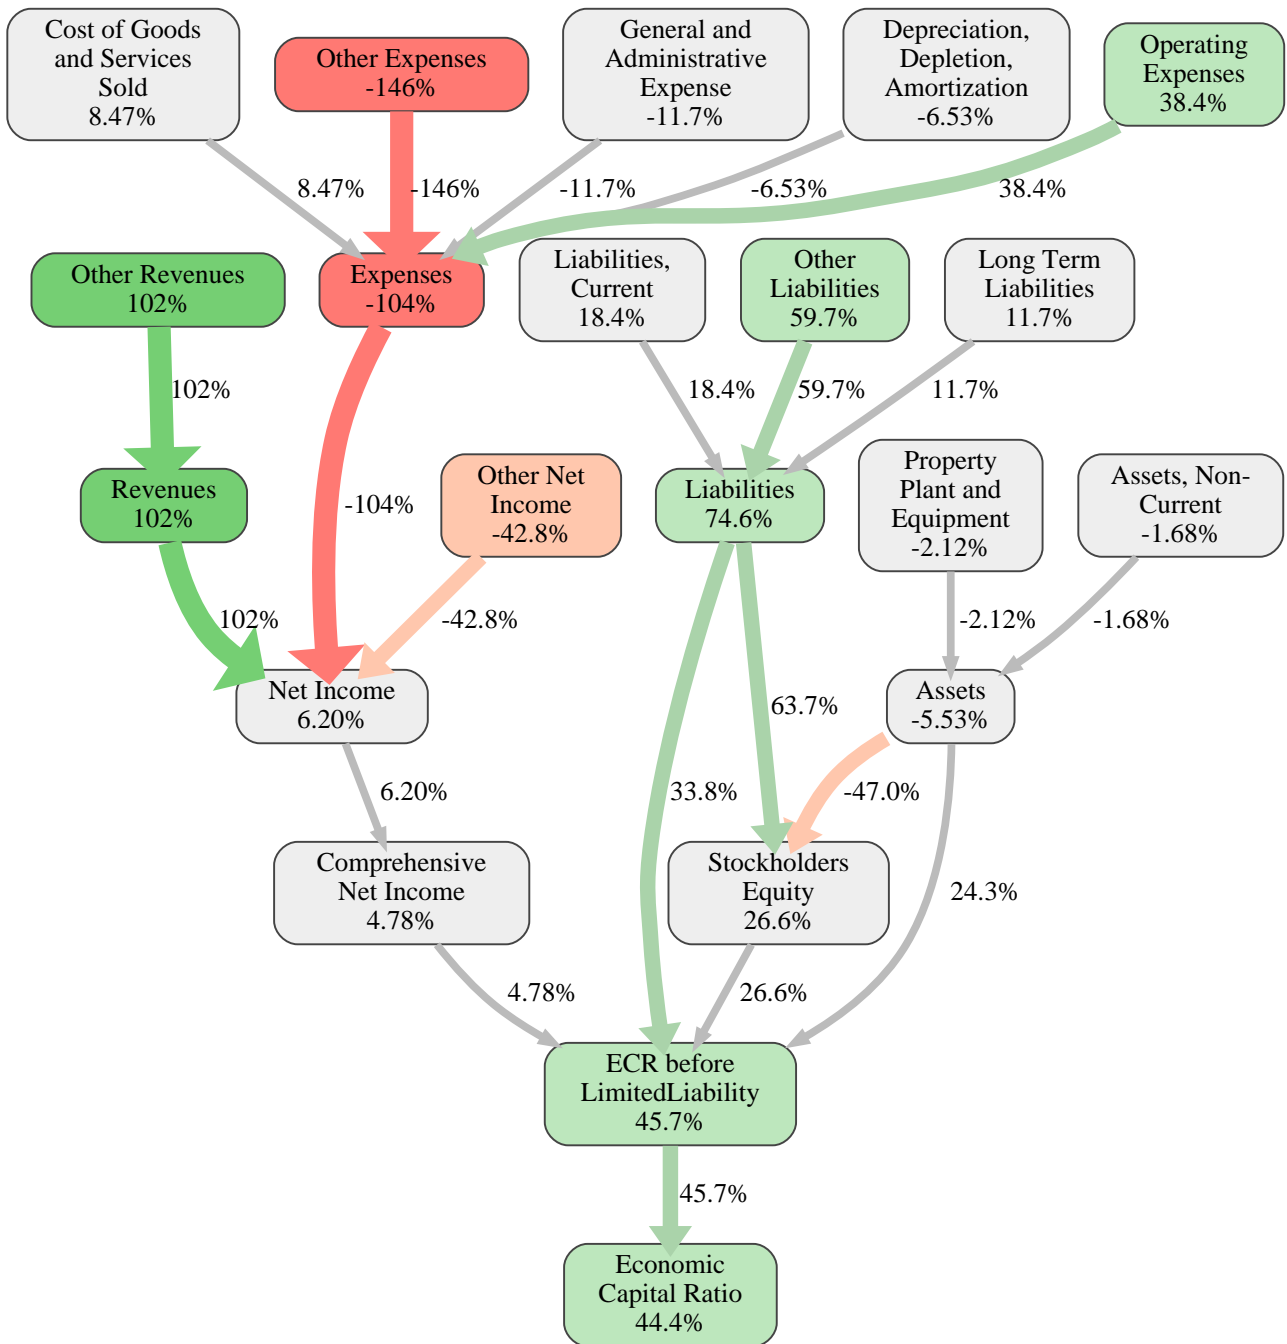 Cost of Goods
and Services
Sold
8.47%
Other Expenses
-146%
General and
Administrative
Expense
-11.7%
Depreciation,
Depletion,
Amortization
-6.53%
Operating
Expenses
38.4%
8.47%
-146%
-11.7%
-6.53%
38.4%
Other Revenues
102%
Expenses
-104%
Liabilities,
Current
18.4%
Other
Liabilities
59.7%
Long Term
Liabilities
11.7%
102%
18.4%
59.7%
11.7%
Revenues
102%
-104%
Other Net
Income
-42.8%
Liabilities
74.6%
Property
Plant and
Equipment
-2.12%
Assets, Non-
Current
-1.68%
102%
-42.8%
-2.12%
-1.68%
Net Income
6.20%
63.7%
Assets
-5.53%
6.20%
33.8%
-47.0%
Comprehensive
Net Income
4.78%
Stockholders
Equity
26.6%
24.3%
4.78%
26.6%
ECR before
LimitedLiability
45.7%
45.7%
Economic
Capital Ratio
44.4%